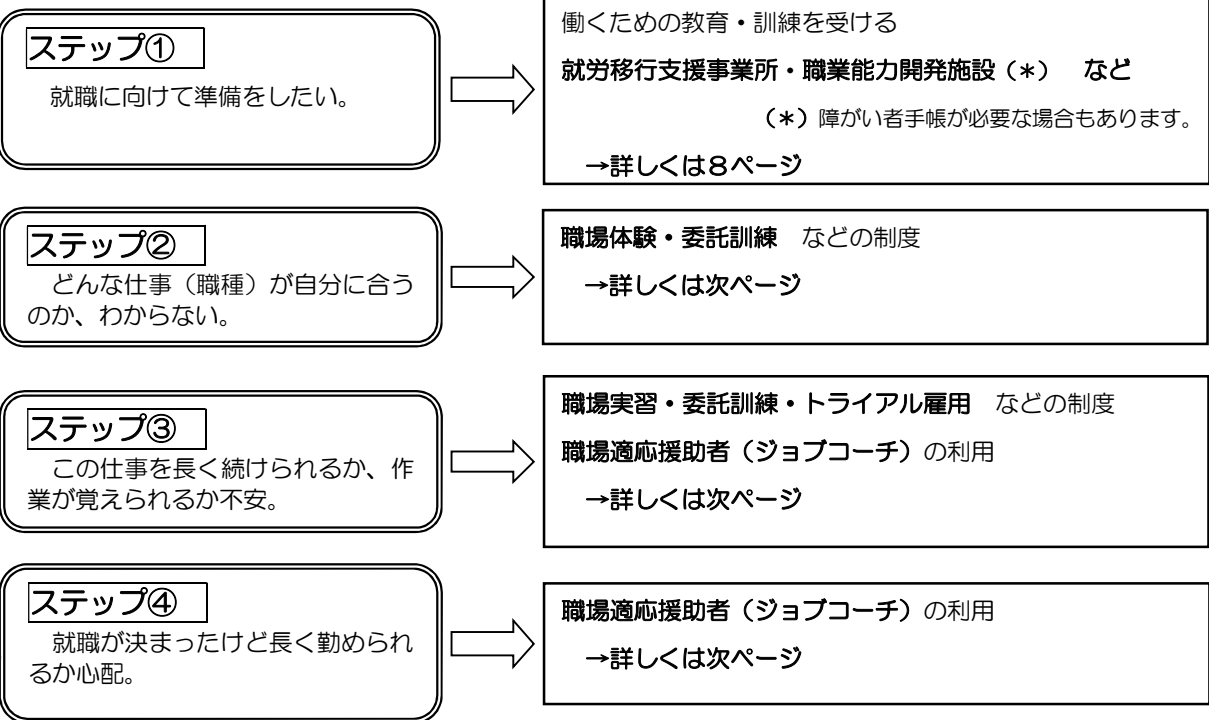 ステップ①
就職に向けて準備をしたい。
働くための教育・訓練を受ける
就労移行支援事業所・職業能力開発施設(＊)　など
(＊)障がい者手帳が必要な場合もあります。
→詳しくは８ページ
ステップ②
どんな仕事（職種）が自分に合う
のか、わからない。
職場体験・委託訓練　などの制度
→詳しくは次ページ
ステップ③
この仕事を長く続けられるか、作
業が覚えられるか不安。
職場実習・委託訓練・トライアル雇用　などの制度
職場適応援助者（ジョブコーチ）の利用
→詳しくは次ページ
ステップ④
就職が決まったけど長く勤められ
るか心配。
職場適応援助者（ジョブコーチ）の利用
→詳しくは次ページ